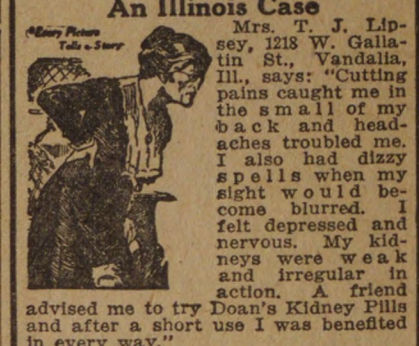 An Illinois Case
"Every Picture
Tells a Story"
Mrs. T. J. Lip-
sey, 1218 W. Galla-
tin St., Vandalia,
Ill., says: "Cutting
pains caught me in
the small of my
back and head-
aches troubled me.
I also had dizzy
spells when my
sight would be-
come blurred. I
felt depressed and
nervous. My kid-
neys were weak
and irregular in
action. A friend
advised me to try Doan's Kidney Pills
and after a short use I was benefited
in every way."